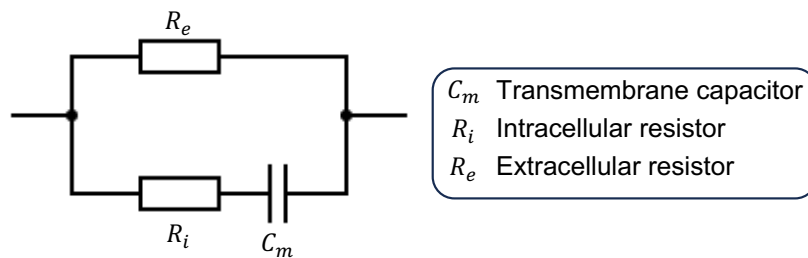 R_e
R_i
C_m
C_m Transmembrane capacitor
R_i Intracellular resistor
R_e Extracellular resistor